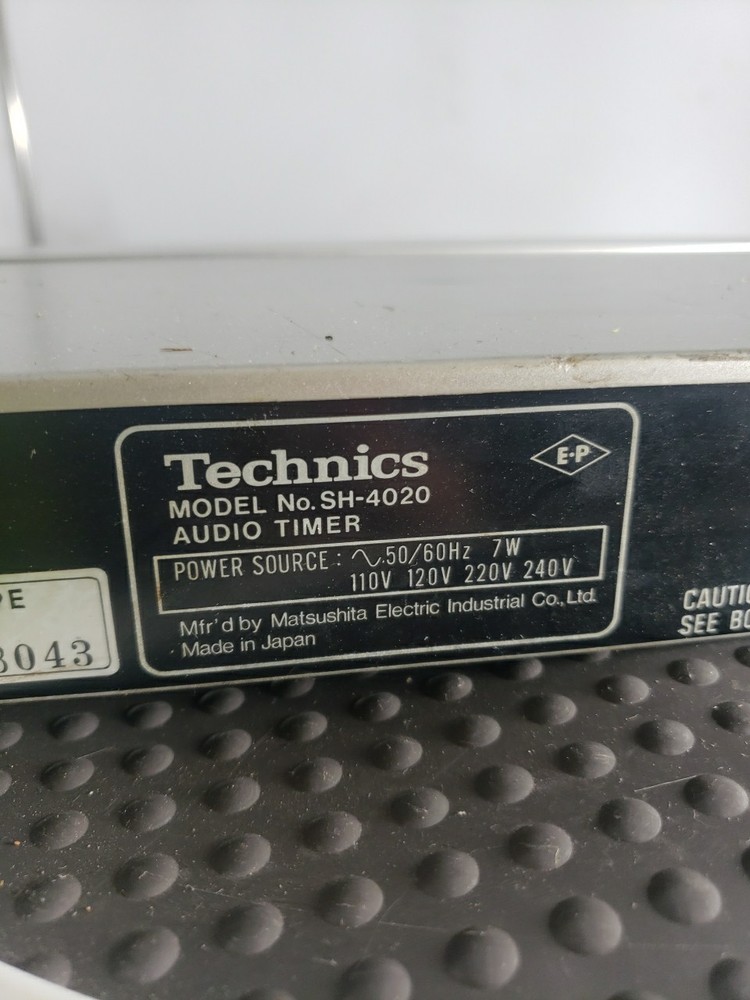 Technics
E·P
MODEL No. SH-4020
AUDIO TIMER
POWER SOURCE : ∿ 50/60Hz 7W
110V 120V 220V 240V
Mfr'd by Matsushita Electric Industrial Co., Ltd.
Made in Japan
3043
SEE